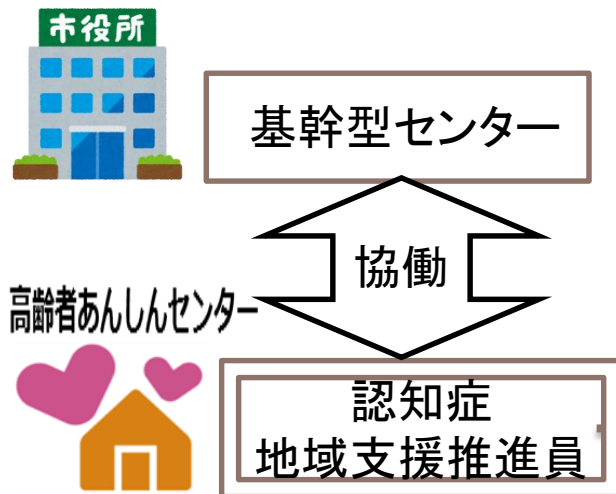 市役所
基幹型センター
協働
高齢者あんしんセンター
認知症
地域支援推進員